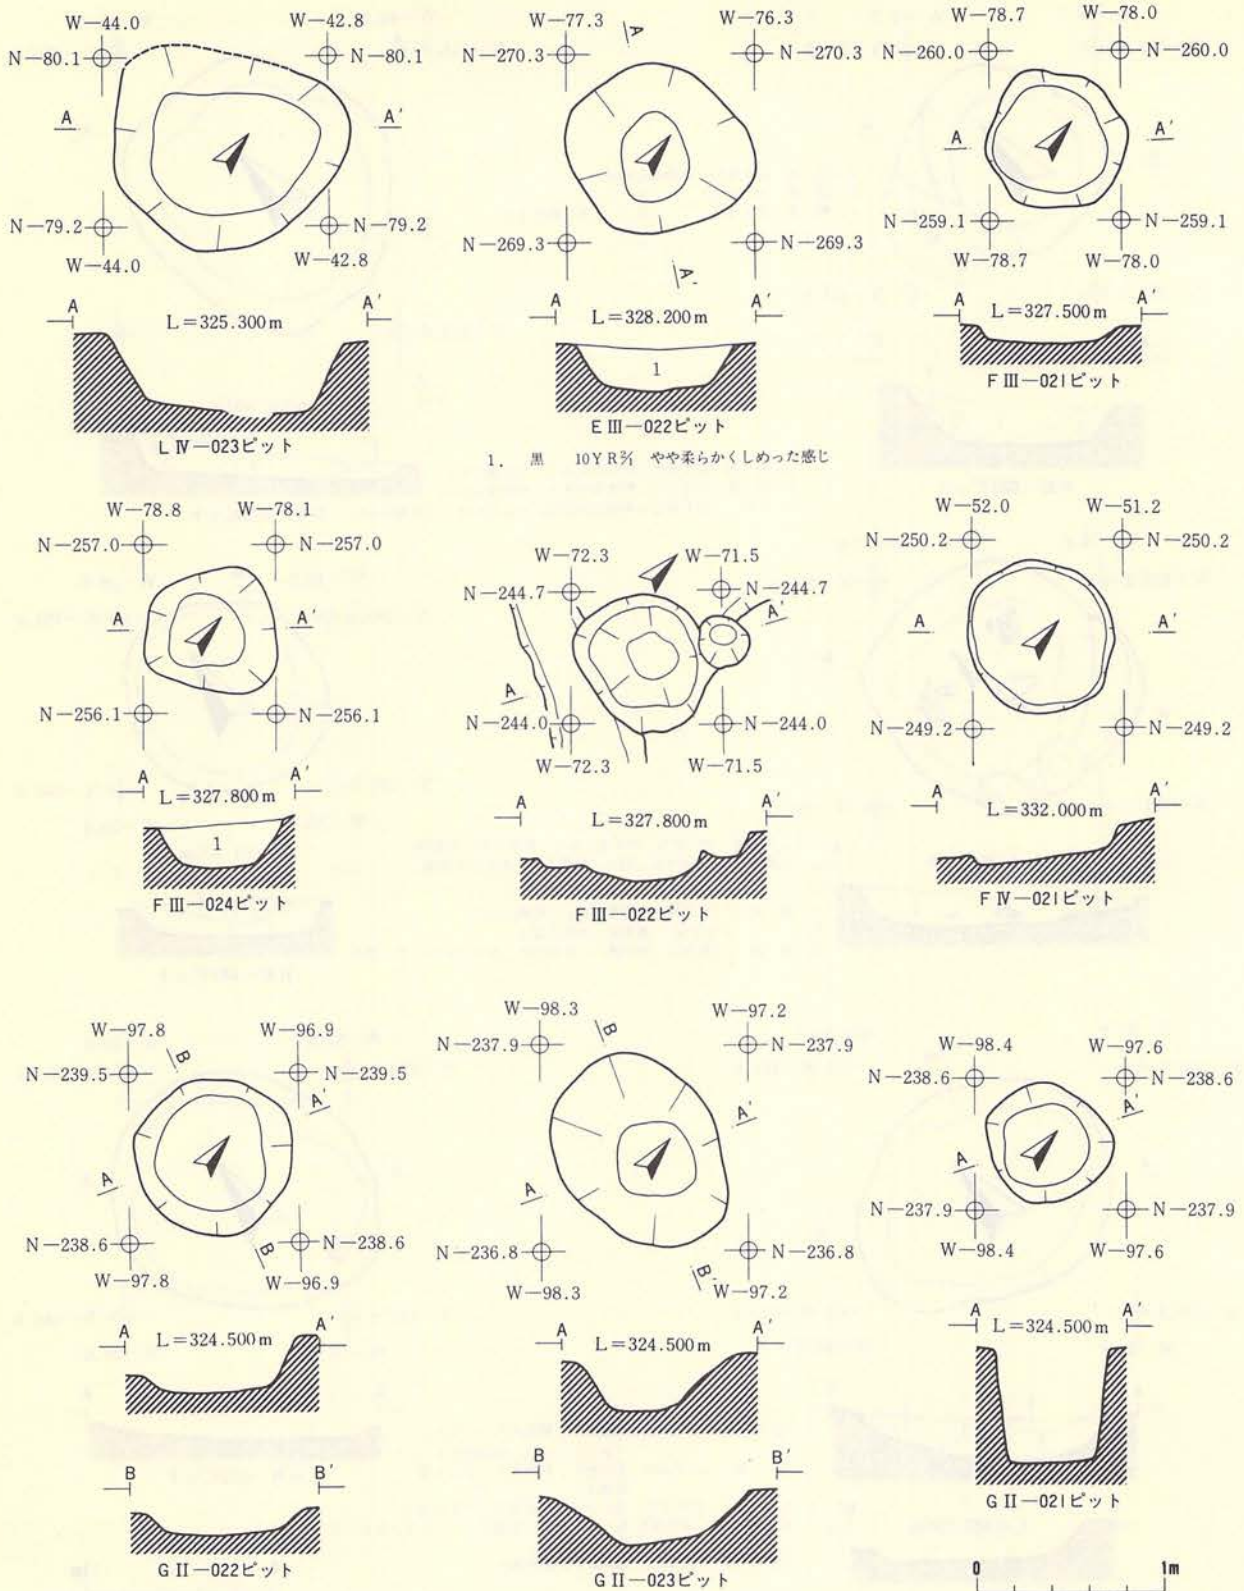 W—44.0 W—42.8
N—80.1 N—80.1
A A'
N—79.2 N—79.2
W—44.0 W—42.8
A A'
L=325.300m
L IV—023ピット
W—77.3 W—76.3
A
N—270.3 N—270.3
N—269.3 N—269.3
A'
A A'
L=328.200m
1
E III—022ピット
1. 黒 10YR2/1 やや柔らかくしめった感じ
W—78.7 W—78.0
N—260.0 N—260.0
A A'
N—259.1 N—259.1
W—78.7 W—78.0
A A'
L=327.500m
F III—021ピット
W—78.8 W—78.1
N—257.0 N—257.0
A A'
N—256.1 N—256.1
A A'
L=327.800m
1
F III—024ピット
W—72.3 W—71.5
N—244.7 N—244.7
A A'
N—244.0 N—244.0
W—72.3 W—71.5
A A'
L=327.800m
F III—022ピット
W—52.0 W—51.2
N—250.2 N—250.2
A A'
N—249.2 N—249.2
A A'
L=332.000m
F IV—021ピット
W—97.8 W—96.9
B
N—239.5 N—239.5
A A'
N—238.6 N—238.6
B
W—97.8 W—96.9
A A'
L=324.500m
B B'
G II—022ピット
W—98.3 W—97.2
B
N—237.9 N—237.9
A A'
N—236.8 N—236.8
B'
W—98.3 W—97.2
A A'
L=324.500m
B B'
G II—023ピット
W—98.4 W—97.6
N—238.6 N—238.6
A A'
N—237.9 N—237.9
W—98.4 W—97.6
A A'
L=324.500m
G II—021ピット
0 1m